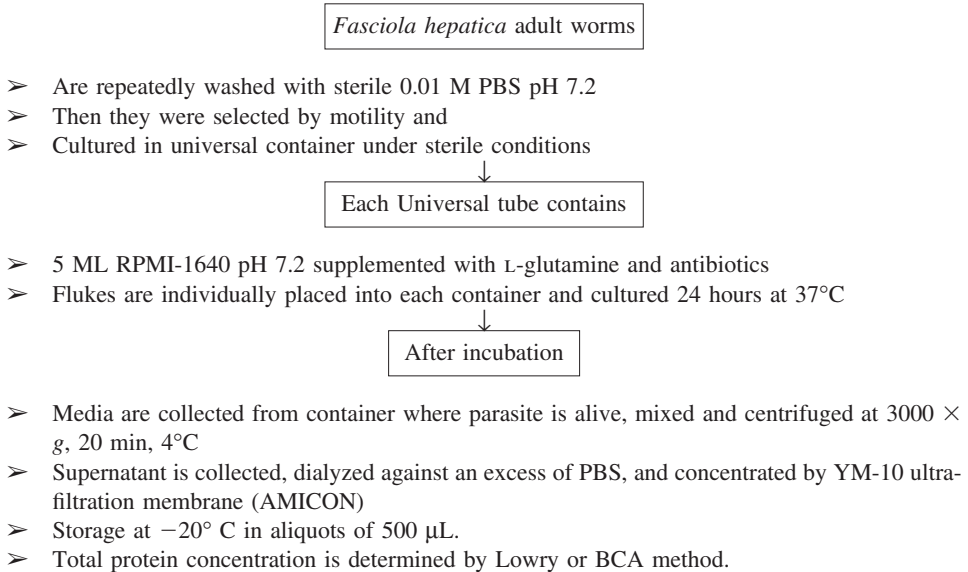 Fasciola hepatica adult worms
➢ Are repeatedly washed with sterile 0.01 M PBS pH 7.2
➢ Then they were selected by motility and
➢ Cultured in universal container under sterile conditions
↓
Each Universal tube contains
➢ 5 ML RPMI-1640 pH 7.2 supplemented with L-glutamine and antibiotics
➢ Flukes are individually placed into each container and cultured 24 hours at 37°C
↓
After incubation
➢ Media are collected from container where parasite is alive, mixed and centrifuged at 3000 ×
g, 20 min, 4°C
➢ Supernatant is collected, dialyzed against an excess of PBS, and concentrated by YM-10 ultra-
filtration membrane (AMICON)
➢ Storage at −20° C in aliquots of 500 μL.
➢ Total protein concentration is determined by Lowry or BCA method.